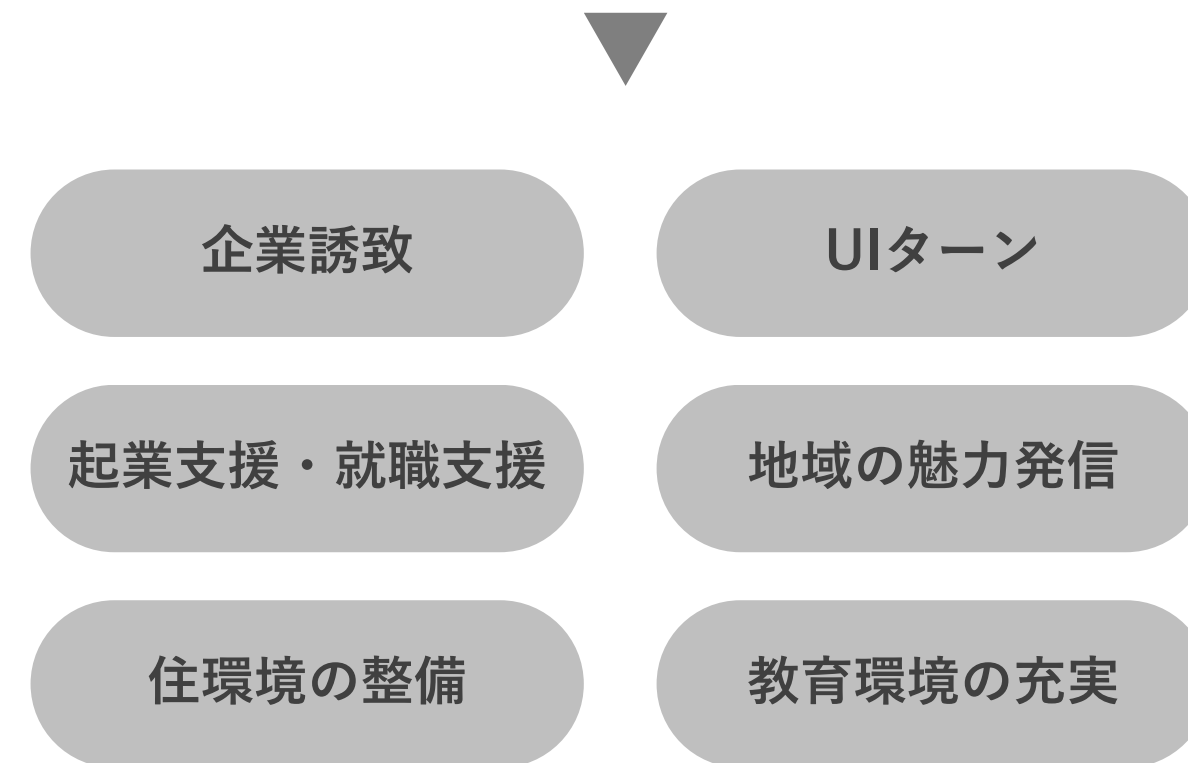 企業誘致
UIターン
起業支援・就職支援
地域の魅力発信
住環境の整備
教育環境の充実